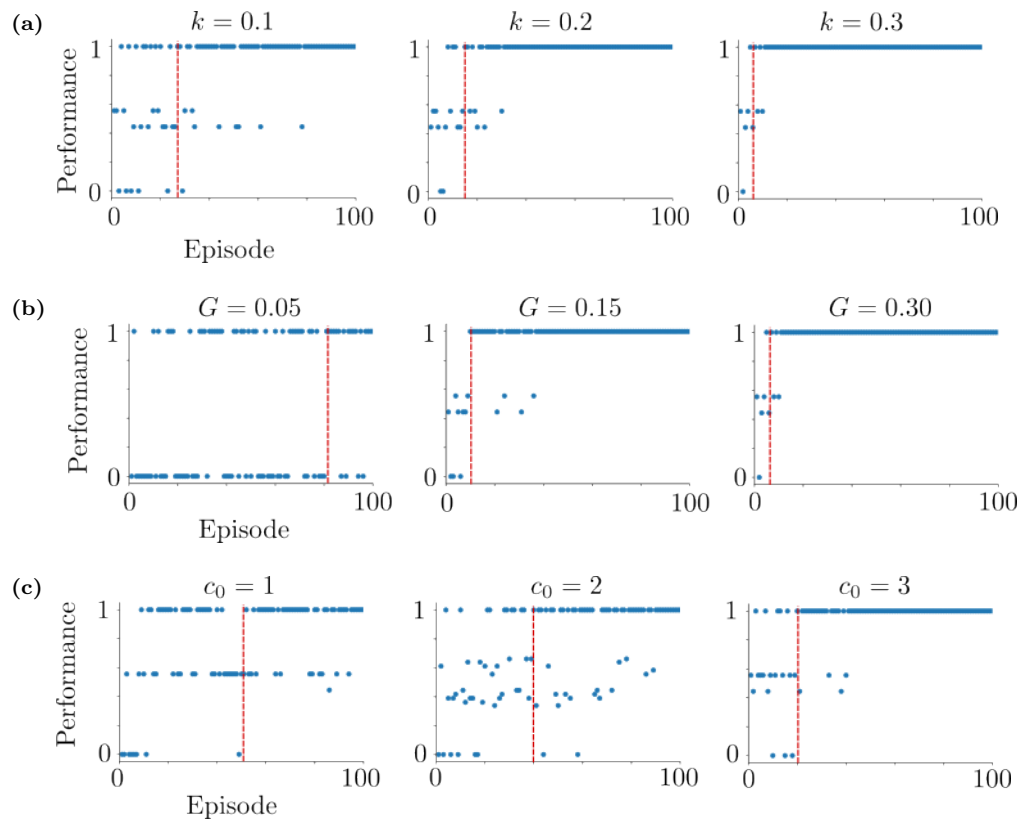 (a)
k = 0.1
k = 0.2
k = 0.3
Performance
1
0
0
100
Episode
1
0
0
100
1
0
0
100
(b)
G = 0.05
G = 0.15
G = 0.30
Performance
1
0
0
100
Episode
1
0
0
100
1
0
0
100
(c)
c₀ = 1
c₀ = 2
c₀ = 3
Performance
1
0
0
100
Episode
1
0
0
100
1
0
0
100